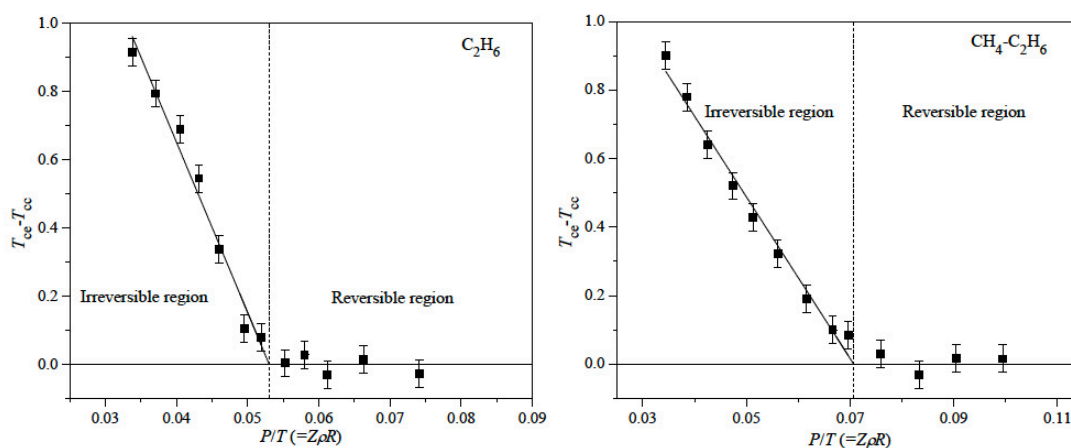 C2H6
1.0
0.8
0.6
0.4
0.2
0.0
Tce-Tcc
Irreversible region
Reversible region
0.03 0.04 0.05 0.06 0.07 0.08 0.09
P/T (=ZρR)
CH4-C2H6
1.0
0.8
0.6
0.4
0.2
0.0
Tce-Tcc
Irreversible region
Reversible region
0.03 0.05 0.07 0.09 0.11
P/T (=ZρR)